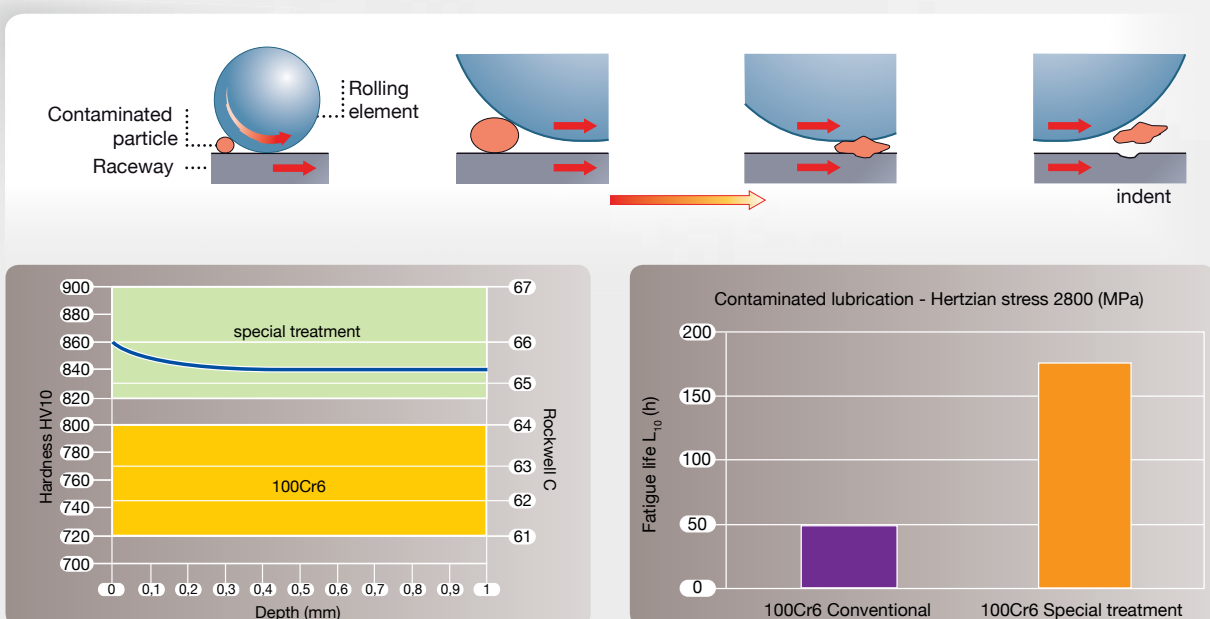 Contaminated
particle
Raceway
Rolling
element
indent
Hardness HV10
900
880
860
840
820
800
780
760
740
720
700
special treatment
100Cr6
67
66
65
64
63
62
61
Rockwell C
0 0,1 0,2 0,3 0,4 0,5 0,6 0,7 0,8 0,9 1
Depth (mm)
Contaminated lubrication - Hertzian stress 2800 (MPa)
Fatigue life L10 (h)
200
150
100
50
0
100Cr6 Conventional 100Cr6 Special treatment